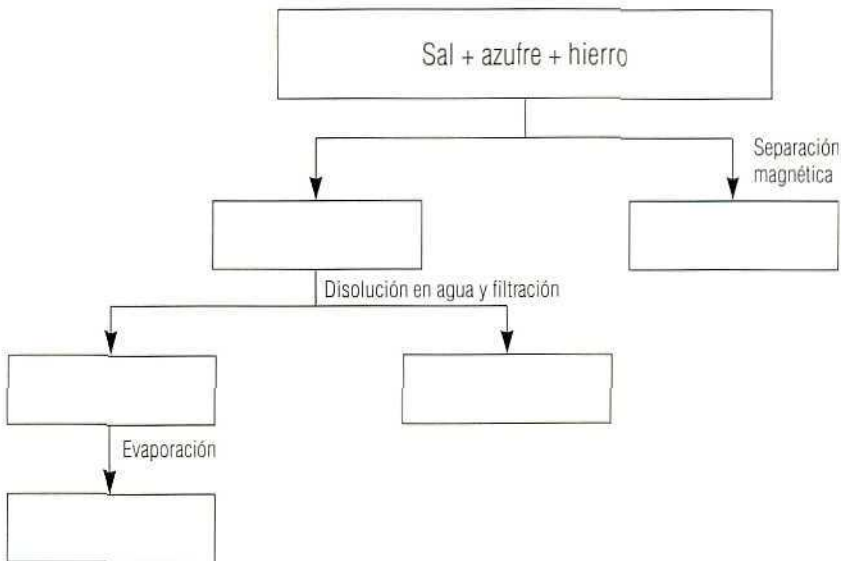 Sal + azufre + hierro
Separación
magnética
Disolución en agua y filtración
Evaporación